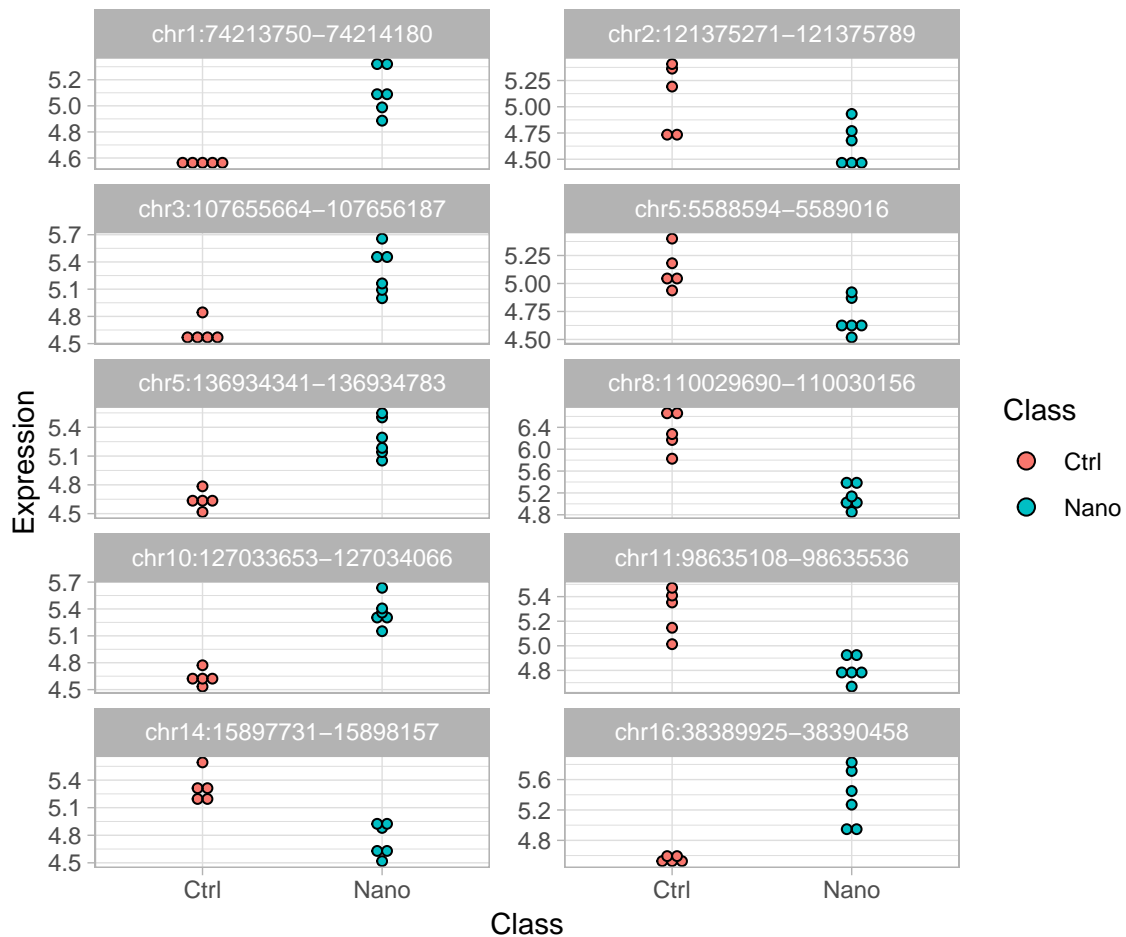 chr1:74213750−74214180
5.2
5.0
4.8
4.6
chr2:121375271−121375789
5.25
5.00
4.75
4.50
chr3:107655664−107656187
5.7
5.4
5.1
4.8
4.5
chr5:5588594−5589016
5.25
5.00
4.75
4.50
chr5:136934341−136934783
5.4
5.1
4.8
4.5
chr8:110029690−110030156
6.4
6.0
5.6
5.2
4.8
chr10:127033653−127034066
5.7
5.4
5.1
4.8
4.5
chr11:98635108−98635536
5.4
5.2
5.0
4.8
chr14:15897731−15898157
5.4
5.1
4.8
4.5
chr16:38389925−38390458
5.6
5.2
4.8
Ctrl Nano
Ctrl Nano
Class
Expression
Class
Ctrl
Nano